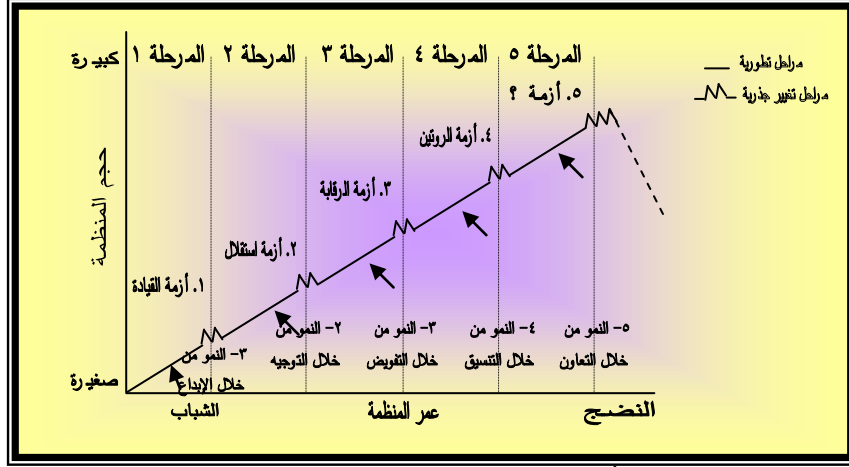 كبيرة
المرحلة ١ المرحلة ٢ المرحلة ٣ المرحلة ٤ المرحلة ٥
مراحل تطورية
مراحل تغيير جذرية
٥. أزمة ؟
٤. أزمة الروتين
٣. أزمة الرقابة
٢. أزمة استقلال
١. أزمة القيادة
حجم المنظمة
٣- النمو من
خلال الإبداع
٢- النمو من
خلال التوجيه
٣- النمو من
خلال التفويض
٤- النمو من
خلال التنسيق
٥- النمو من
خلال التعاون
صغيرة
الشباب
عمر المنظمة
النضج